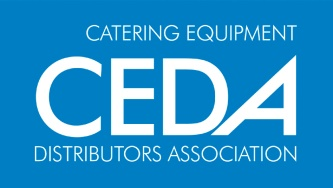 CATERING EQUIPMENT
CEDA
DISTRIBUTORS ASSOCIATION